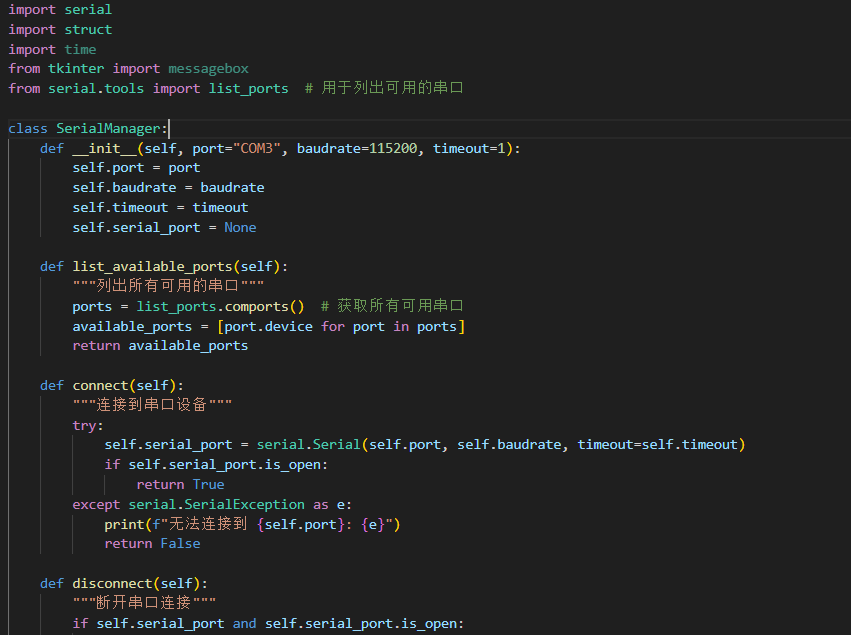 import serial
import struct
import time
from tkinter import messagebox
from serial.tools import list_ports  # 用于列出可用的串口
class SerialManager:
    def __init__(self, port="COM3", baudrate=115200, timeout=1):
        self.port = port
        self.baudrate = baudrate
        self.timeout = timeout
        self.serial_port = None
    def list_available_ports(self):
        """列出所有可用的串口"""
        ports = list_ports.comports()  # 获取所有可用串口
        available_ports = [port.device for port in ports]
        return available_ports
    def connect(self):
        """连接到串口设备"""
        try:
            self.serial_port = serial.Serial(self.port, self.baudrate, timeout=self.timeout)
            if self.serial_port.is_open:
                return True
        except serial.SerialException as e:
            print(f"无法连接到 {self.port}: {e}")
            return False
    def disconnect(self):
        """断开串口连接"""
        if self.serial_port and self.serial_port.is_open: